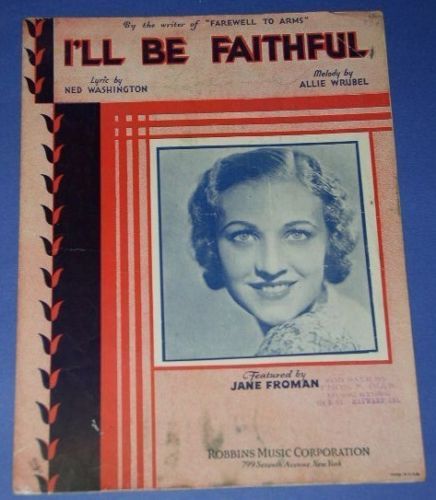 By the writer of "FAREWELL TO ARMS"
I'LL BE FAITHFUL
Lyric by
NED WASHINGTON
Melody by
ALLIE WRUBEL
Featured by
JANE FROMAN
ROBBINS MUSIC CORPORATION
799 Seventh Avenue, New York